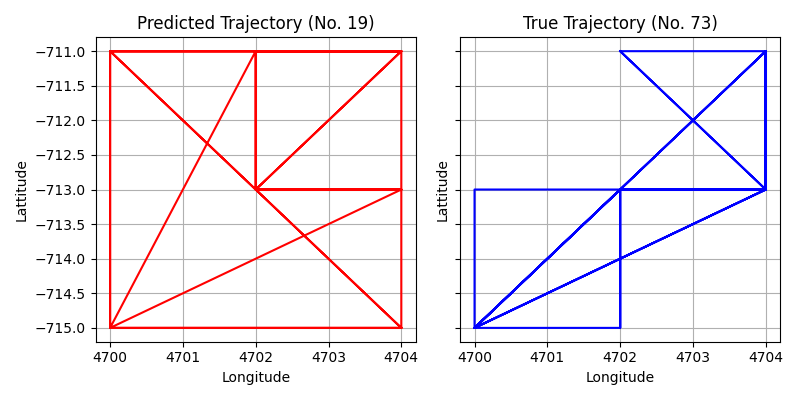 Predicted Trajectory (No. 19)
−711.0
−711.5
−712.0
−712.5
−713.0
−713.5
−714.0
−714.5
−715.0
Lattitude
4700 4701 4702 4703 4704
Longitude
True Trajectory (No. 73)
Lattitude
4700 4701 4702 4703 4704
Longitude